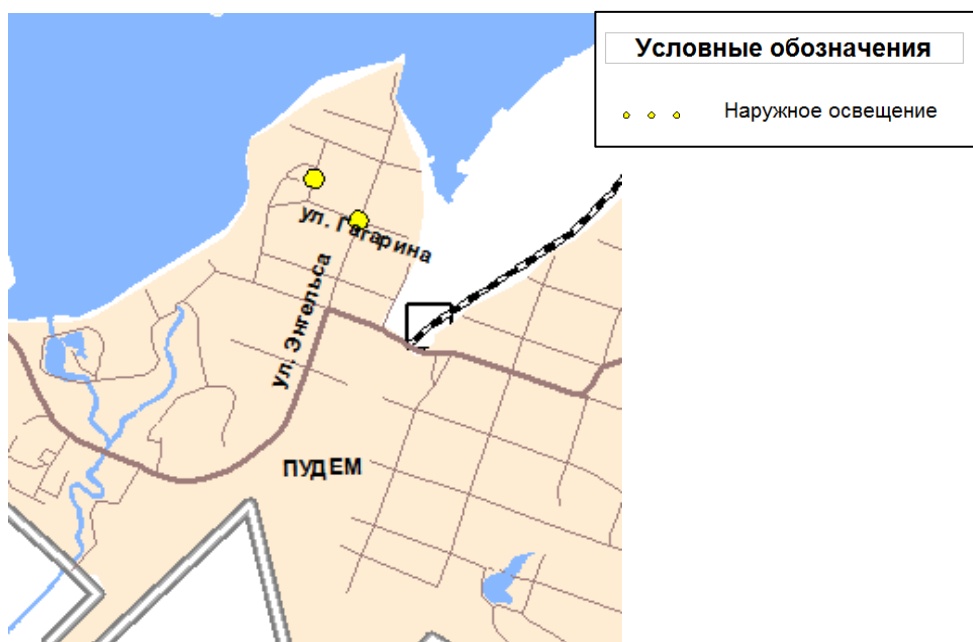 Условные обозначения
Наружное освещение
ул. Гагарина
ул. Энгельса
ПУДЕМ